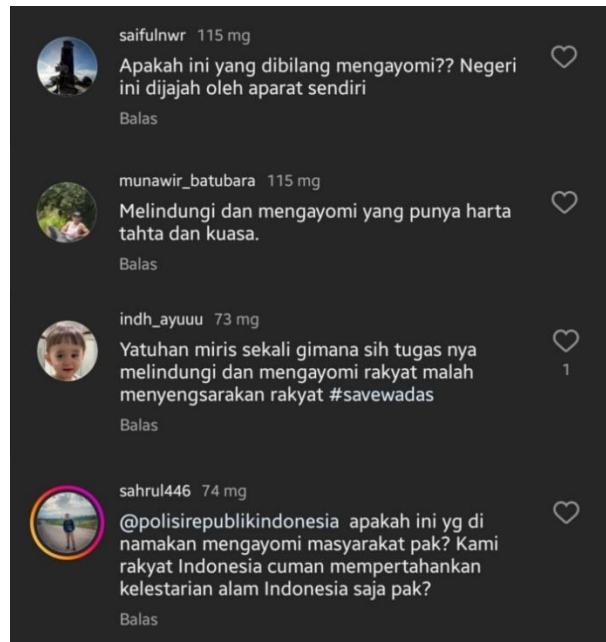 saifulnwr 115 mg
Apakah ini yang dibilang mengayomi?? Negeri
ini dijajah oleh aparat sendiri
Balas
munawir_batubara 115 mg
Melindungi dan mengayomi yang punya harta
tahta dan kuasa.
Balas
indh_ayuuu 73 mg
Yatuhan miris sekali gimana sih tugas nya
melindungi dan mengayomi rakyat malah
menyengsarakan rakyat #savewadas
1
Balas
sahrul446 74 mg
@polisirepublikindonesia apakah ini yg di
namakan mengayomi masyarakat pak? Kami
rakyat Indonesia cuman mempertahankan
kelestarian alam Indonesia saja pak?
Balas